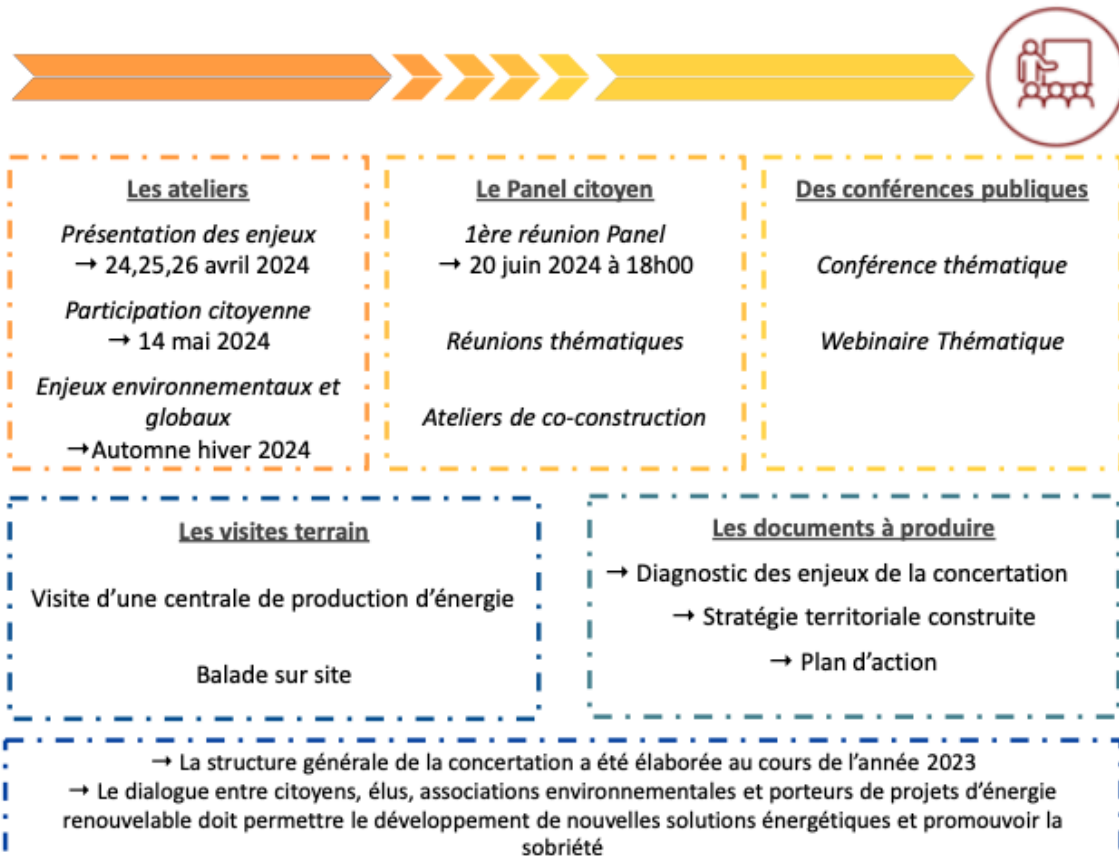 Les ateliers
Présentation des enjeux
→ 24,25,26 avril 2024
Participation citoyenne
→ 14 mai 2024
Enjeux environnementaux et
globaux
→Automne hiver 2024
Le Panel citoyen
1ère réunion Panel
→ 20 juin 2024 à 18h00
Réunions thématiques
Ateliers de co-construction
Des conférences publiques
Conférence thématique
Webinaire Thématique
Les visites terrain
Visite d’une centrale de production d’énergie
Balade sur site
Les documents à produire
→ Diagnostic des enjeux de la concertation
→ Stratégie territoriale construite
→ Plan d’action
→ La structure générale de la concertation a été élaborée au cours de l’année 2023
→ Le dialogue entre citoyens, élus, associations environnementales et porteurs de projets d’énergie
renouvelable doit permettre le développement de nouvelles solutions énergétiques et promouvoir la
sobriété